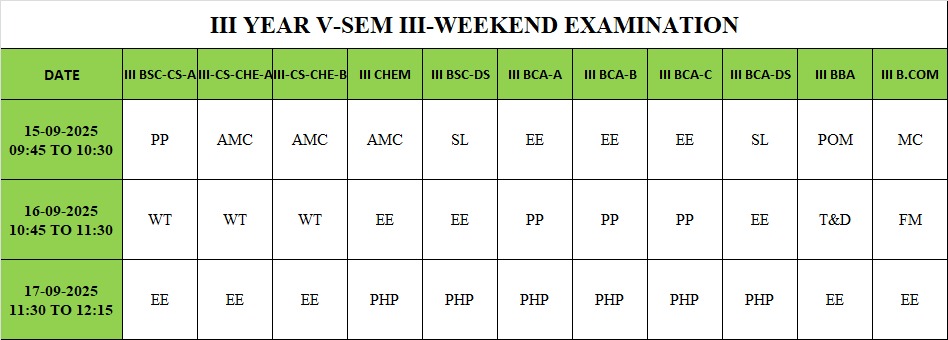 III YEAR V-SEM III-WEEKEND EXAMINATION
DATE III BSC-CS-A III-CS-CHE-A III-CS-CHE-B III CHEM III BSC-DS III BCA-A III BCA-B III BCA-C III BCA-DS III BBA III B.COM
15-09-2025
09:45 TO 10:30 PP AMC AMC AMC SL EE EE EE SL POM MC
16-09-2025
10:45 TO 11:30 WT WT WT EE EE PP PP PP EE T&D FM
17-09-2025
11:30 TO 12:15 EE EE EE PHP PHP PHP PHP PHP PHP EE EE